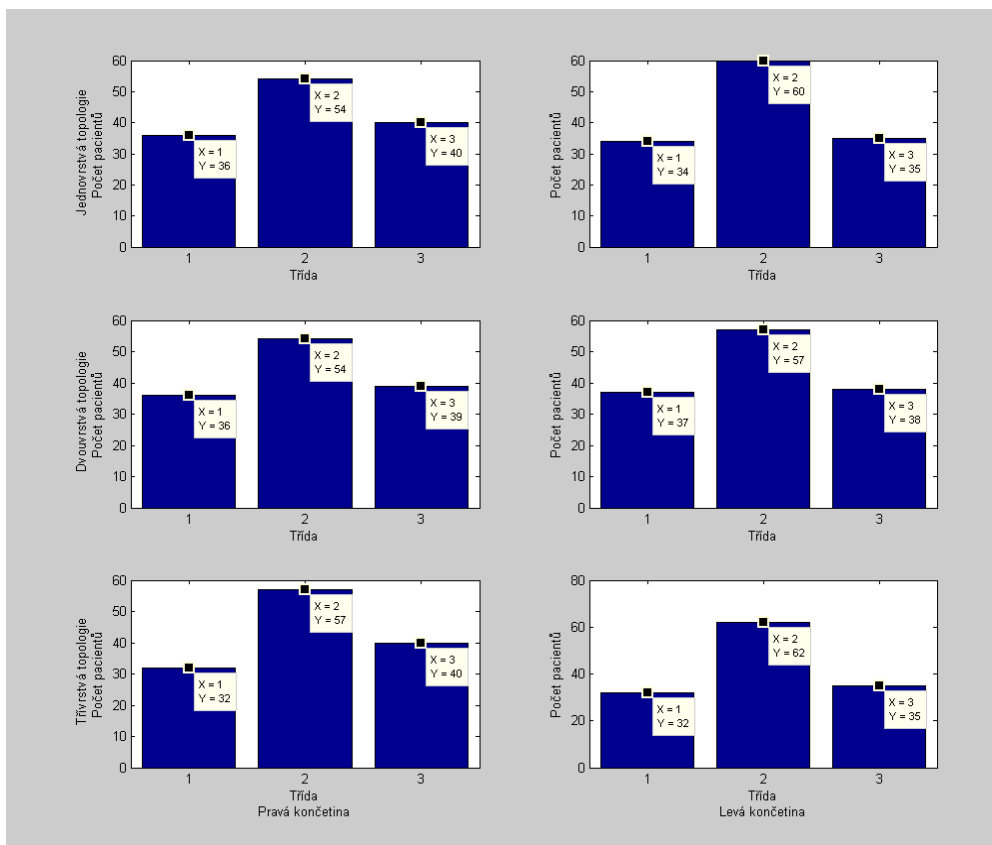 Jednovrstvá topologie
Počet pacientů
60
50
40
30
20
10
0
X = 1
Y = 36
X = 2
Y = 54
X = 3
Y = 40
1 2 3
Třída
Počet pacientů
60
50
40
30
20
10
0
X = 1
Y = 34
X = 2
Y = 60
X = 3
Y = 35
1 2 3
Třída
Dvouvrstvá topologie
Počet pacientů
60
50
40
30
20
10
0
X = 1
Y = 36
X = 2
Y = 54
X = 3
Y = 39
1 2 3
Třída
Počet pacientů
60
50
40
30
20
10
0
X = 1
Y = 37
X = 2
Y = 57
X = 3
Y = 38
1 2 3
Třída
Třívrstvá topologie
Počet pacientů
60
50
40
30
20
10
0
X = 1
Y = 32
X = 2
Y = 57
X = 3
Y = 40
1 2 3
Třída
Pravá končetina
Počet pacientů
80
60
40
20
0
X = 1
Y = 32
X = 2
Y = 62
X = 3
Y = 35
1 2 3
Třída
Levá končetina